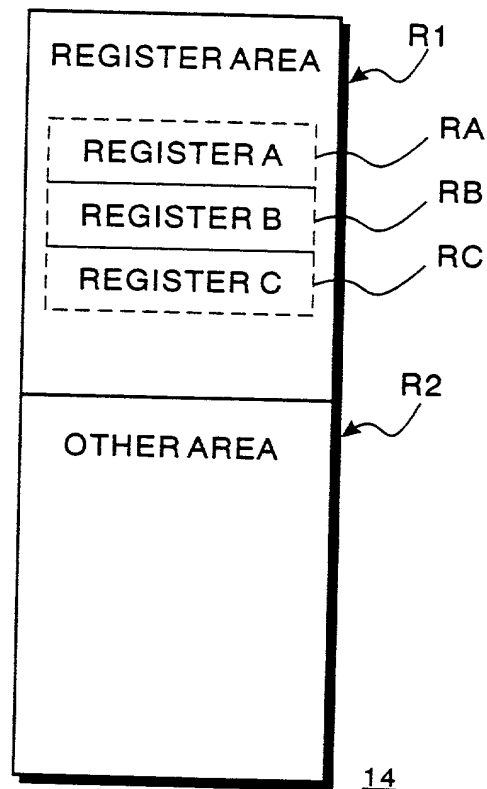 REGISTER AREA
R1
REGISTER A
RA
REGISTER B
RB
REGISTER C
RC
R2
OTHER AREA
14